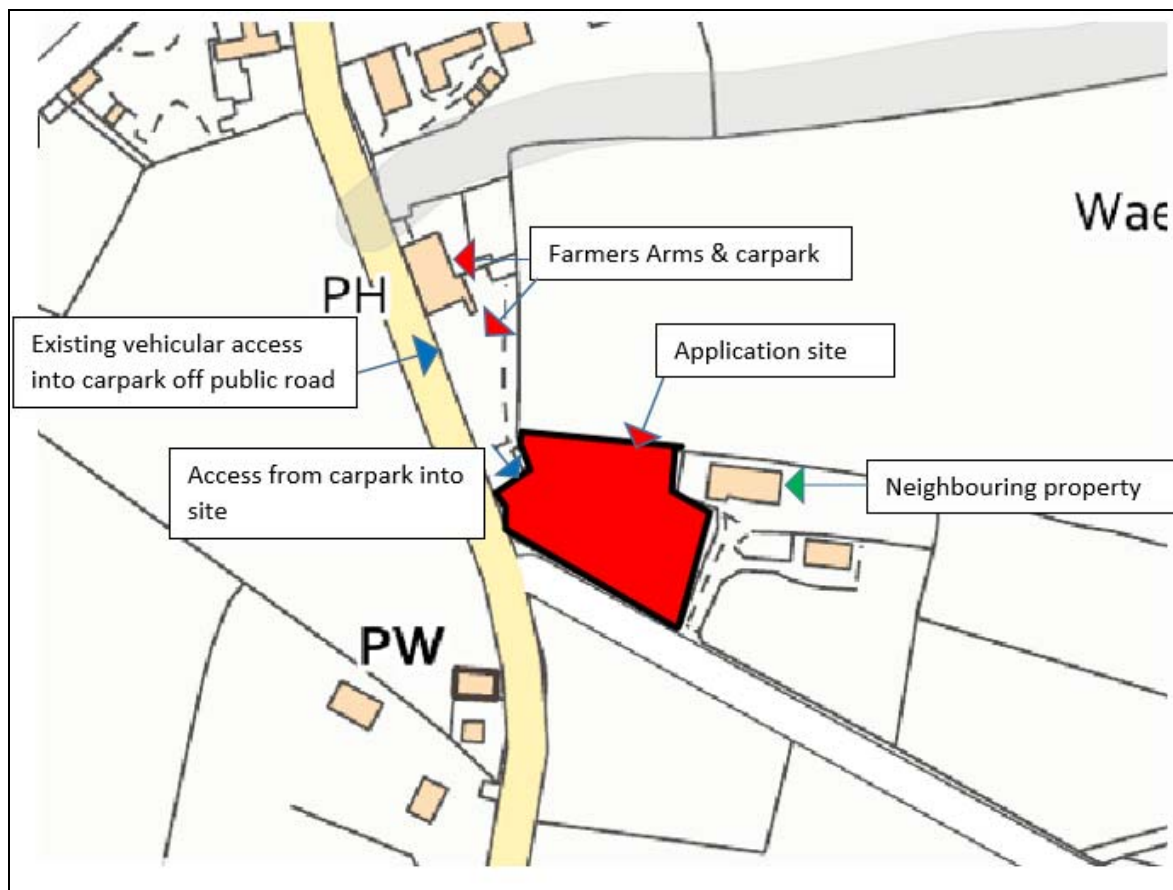 Wae
Farmers Arms & carpark
PH
Existing vehicular access
into carpark off public road
Application site
Access from carpark into
site
Neighbouring property
PW